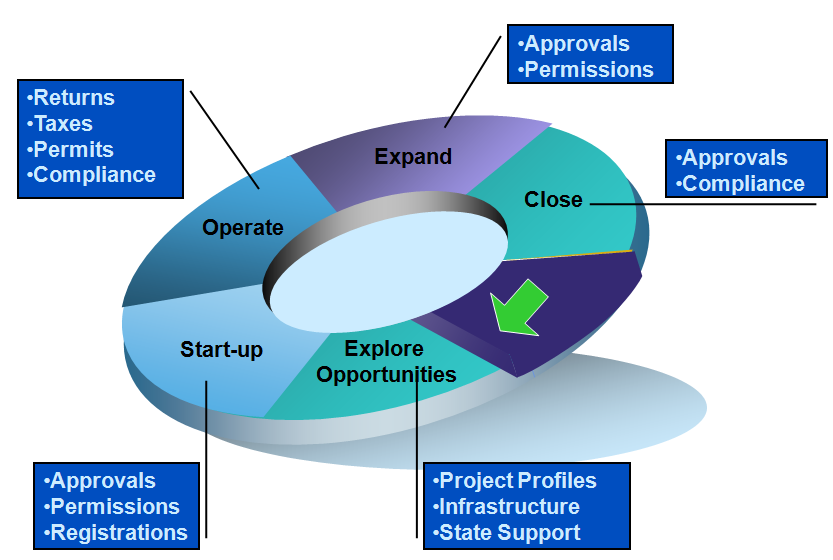 •Approvals
•Permissions
•Returns
•Taxes
•Permits
•Compliance
Expand
•Approvals
•Compliance
Close
Operate
Start-up
Explore
Opportunities
•Approvals
•Permissions
•Registrations
•Project Profiles
•Infrastructure
•State Support